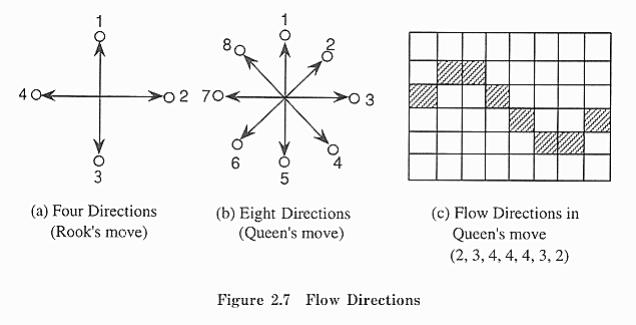 1
4 2
3
1
8 2
7 3
6 4
5
(a) Four Directions
(Rook's move)
(b) Eight Directions
(Queen's move)
(c) Flow Directions in
Queen's move
(2, 3, 4, 4, 4, 3, 2)
Figure 2.7 Flow Directions